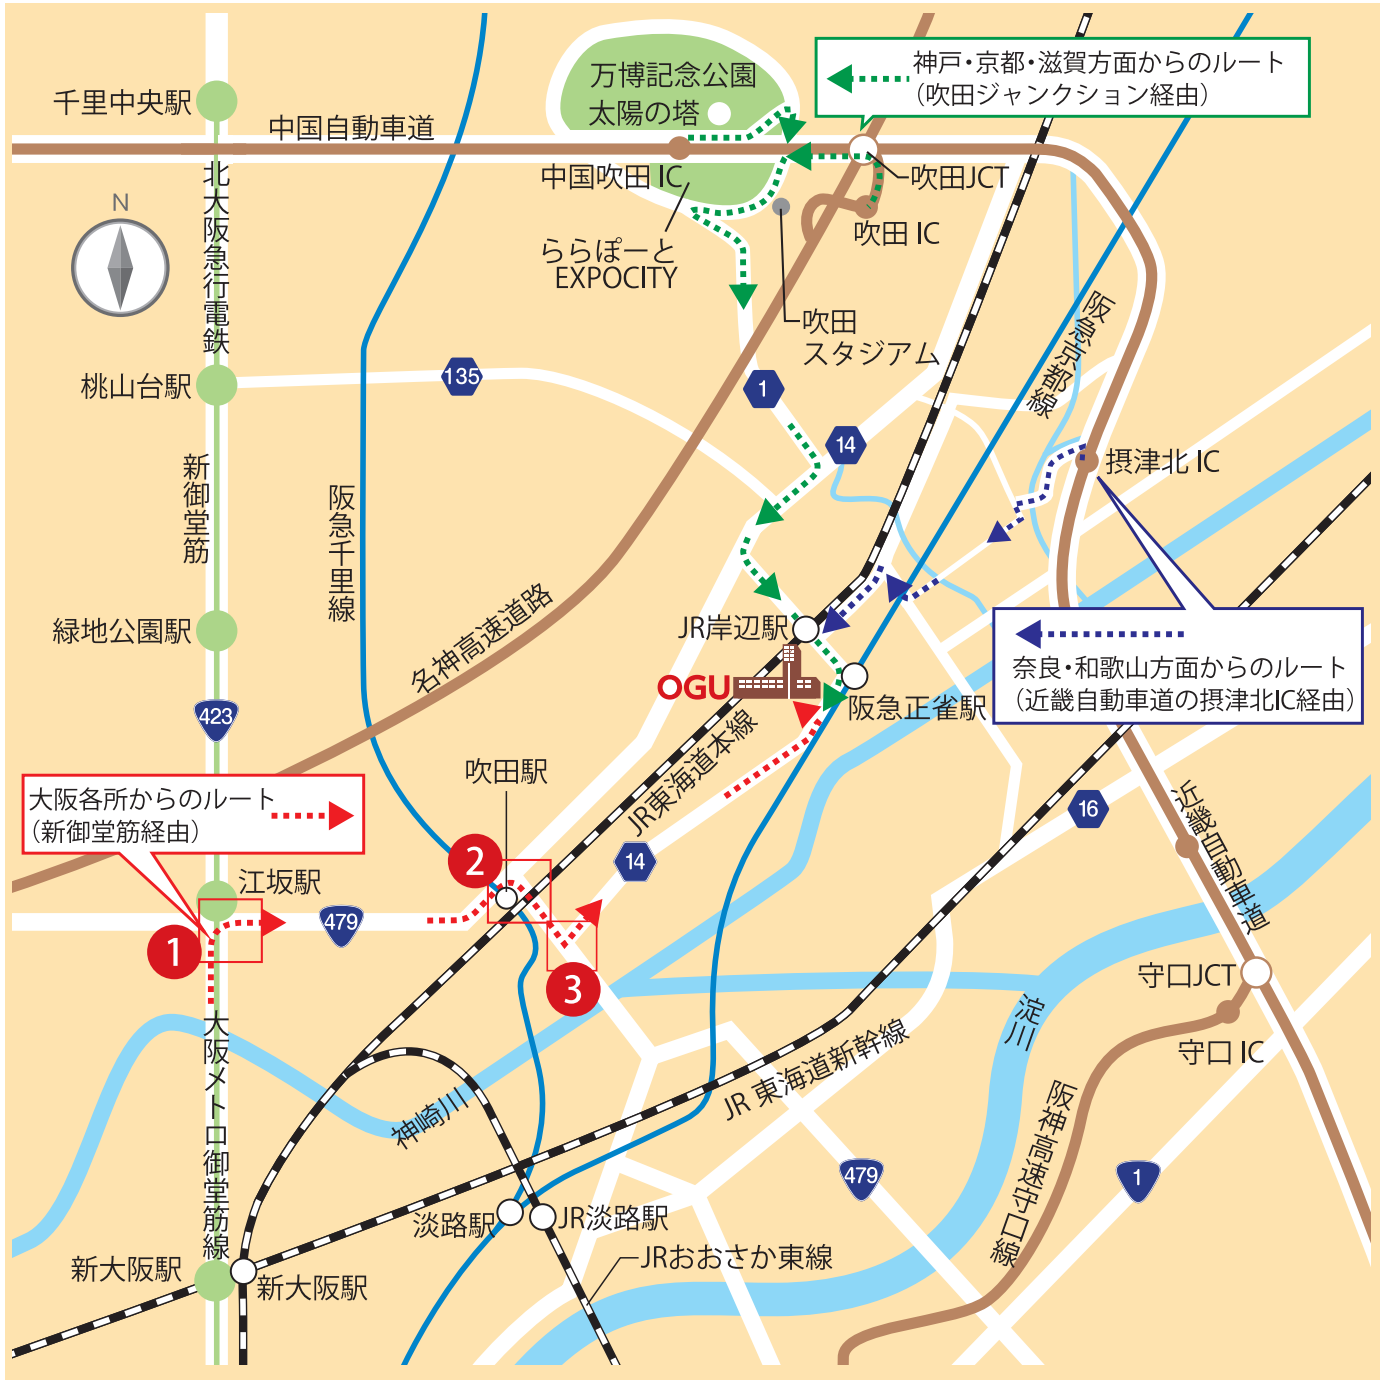 神戸・京都・滋賀方面からのルート
(吹田ジャンクション経由)
万博記念公園
太陽の塔
千里中央駅
中国自動車道
中国吹田 IC
吹田JCT
吹田 IC
N
北大阪急行電鉄
ららぽーと
EXPOCITY
吹田
スタジアム
阪急京都線
桃山台駅
135
1
14
摂津北 IC
新御堂筋
阪急千里線
名神高速道路
緑地公園駅
JR岸辺駅
OGU
阪急正雀駅
奈良・和歌山方面からのルート
(近畿自動車道の摂津北IC経由)
423
JR東海道本線
吹田駅
大阪各所からのルート
(新御堂筋経由)
16
近畿自動車道
14
2
江坂駅
479
1
3
守口JCT
淀川
守口 IC
大阪メトロ御堂筋線
神崎川
JR 東海道新幹線
阪神高速守口線
479
1
淡路駅
JR淡路駅
JRおおさか東線
新大阪駅
新大阪駅